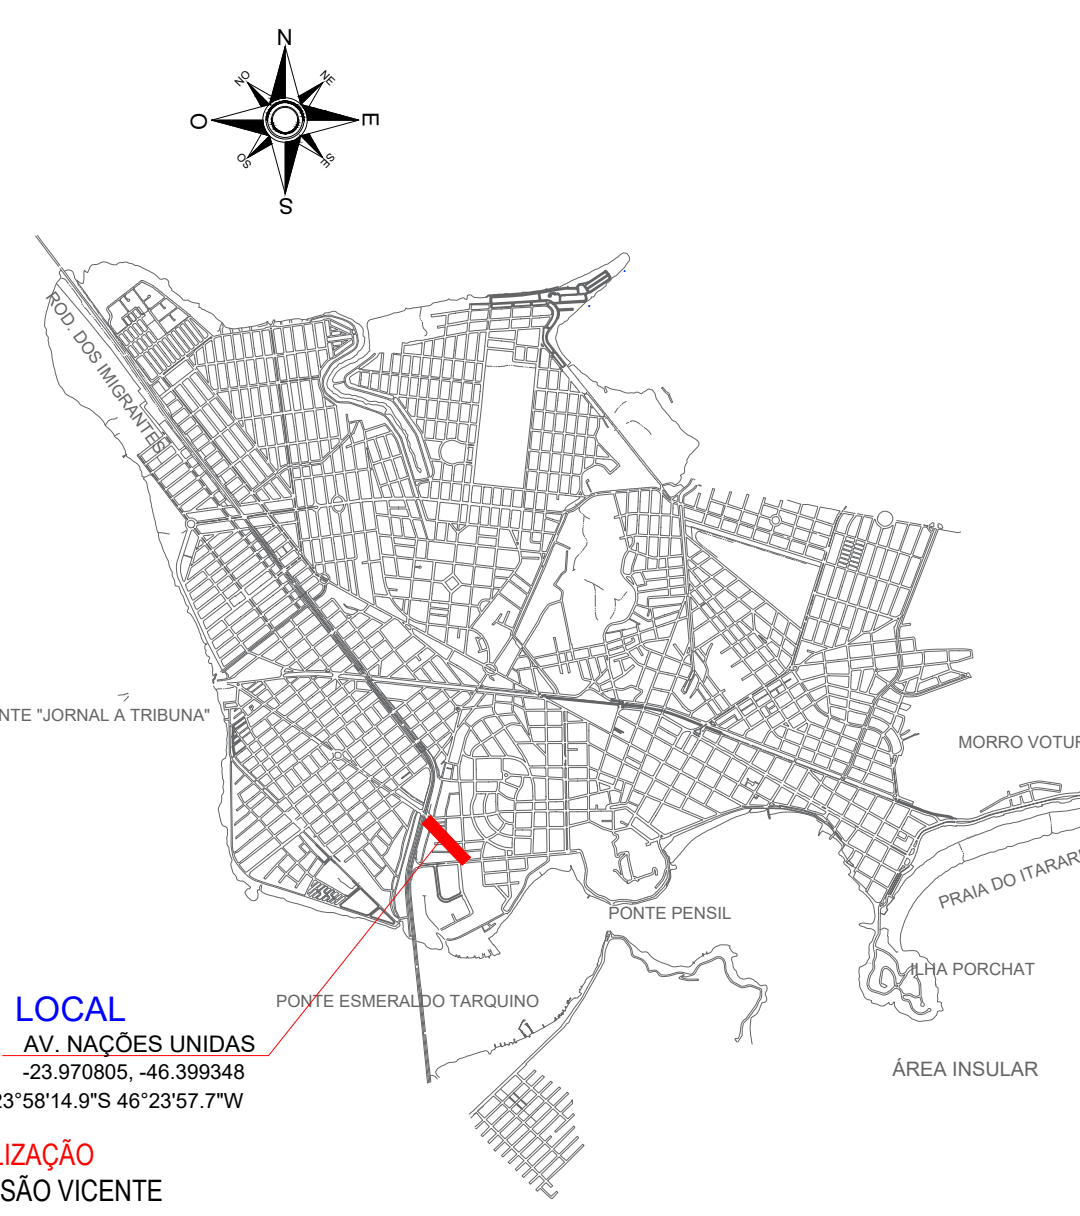 N
NO
NE
O
E
SO
SE
S
ROD. DOS IMIGRANTES
NTE "JORNAL A TRIBUNA"
MORRO VOTUR
PRAIA DO ITARAR
PONTE PENSIL
ILHA PORCHAT
PONTE ESMERALDO TARQUINO
LOCAL
AV. NAÇÕES UNIDAS
-23.970805, -46.399348
23°58'14.9"S 46°23'57.7"W
ÁREA INSULAR
LIZAÇÃO
SÃO VICENTE